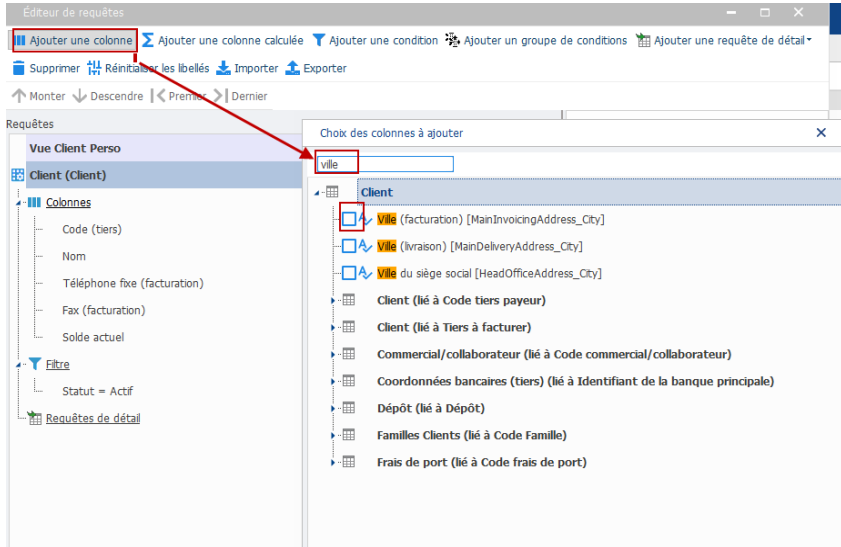 Éditeur de requêtes
Ajouter une colonne Ajouter une colonne calculée Ajouter une condition Ajouter un groupe de conditions Ajouter une requête de détail
Supprimer Réinitialiser les libellés Importer Exporter
Monter Descendre Premier Dernier
Requêtes
Vue Client Perso
Client (Client)
Colonnes
Code (tiers)
Nom
Téléphone fixe (facturation)
Fax (facturation)
Solde actuel
Filtre
Statut = Actif
Requêtes de détail
Choix des colonnes à ajouter
ville
Client
Ville (facturation) [MainInvoicingAddress_City]
Ville (livraison) [MainDeliveryAddress_City]
Ville du siège social [HeadOfficeAddress_City]
Client (lié à Code tiers payeur)
Client (lié à Tiers à facturer)
Commercial/collaborateur (lié à Code commercial/collaborateur)
Coordonnées bancaires (tiers) (lié à Identifiant de la banque principale)
Dépôt (lié à Dépôt)
Familles Clients (lié à Code Famille)
Frais de port (lié à Code frais de port)